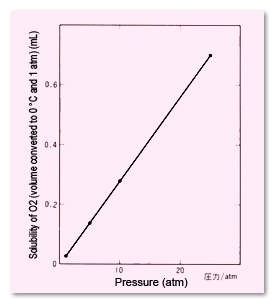 Solubility of O2 (volume converted to 0 °C and 1 atm) (mL)
0.6
0.4
0.2
0
10
20
Pressure (atm)
圧力/atm